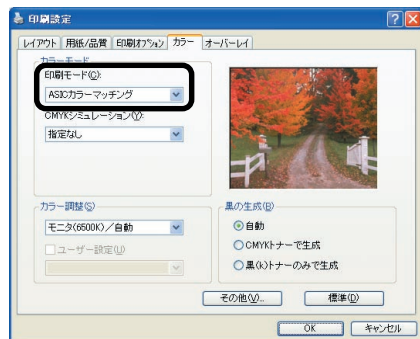 印刷設定
レイアウト 用紙/品質 印刷オプション カラー オーバーレイ
カラーモード
印刷モード(C):
ASICカラーマッチング
CMYKシミュレーション(Y):
指定なし
カラー調整(S)
モニタ(6500K)/自動
ユーザー設定(U)
黒の生成(B)
自動
CMYKトナーで生成
黒(k)トナーのみで生成
その他(V)...
標準(D)
OK
キャンセル